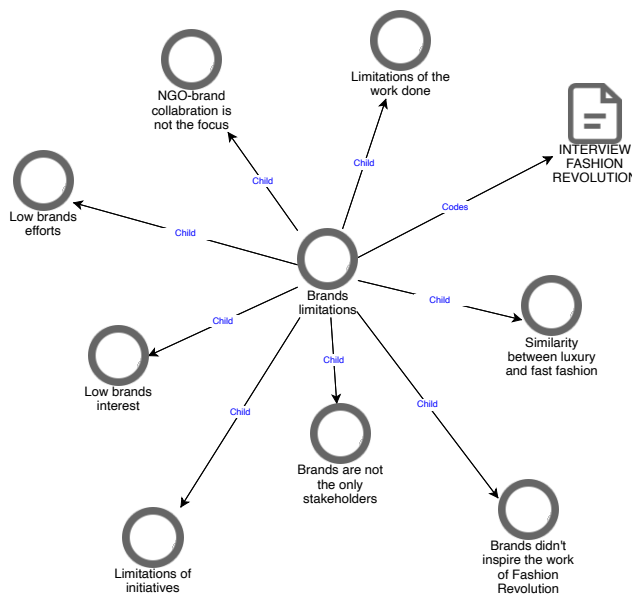 Limitations of the
work done
NGO-brand
collabration is
not the focus
Child
Child
INTERVIEW
FASHION
REVOLUTION
Codes
Low brands
efforts
Child
Brands
limitations
Child
Similarity
between luxury
and fast fashion
Child
Low brands
interest
Child
Child
Child
Brands are not
the only
stakeholders
Limitations of
initiatives
Brands didn't
inspire the work
of Fashion
Revolution